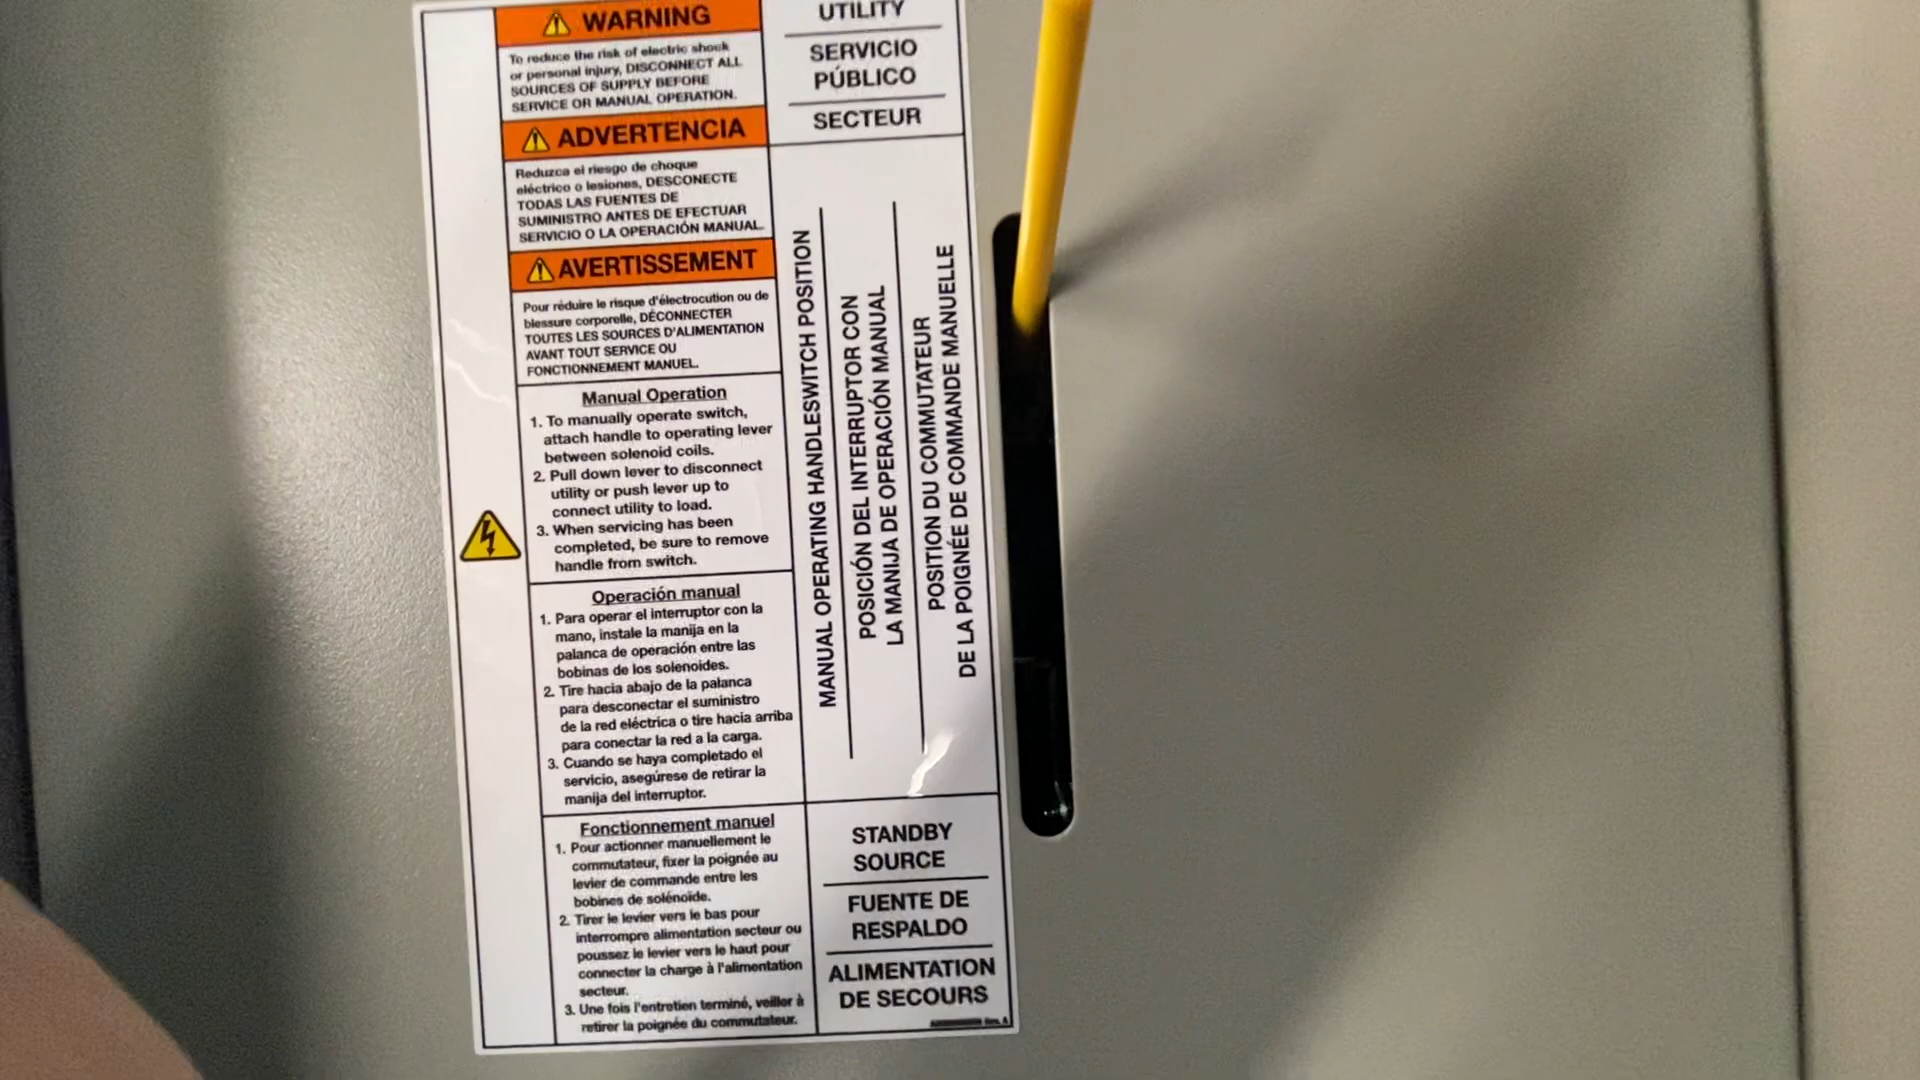 WARNING
To reduce the risk of electric shock
or personal injury, DISCONNECT ALL
SOURCES OF SUPPLY BEFORE
SERVICE OR MANUAL OPERATION.
ADVERTENCIA
Reduzca el riesgo de choque
eléctrico o lesiones, DESCONECTE
TODAS LAS FUENTES DE
SUMINISTRO ANTES DE EFECTUAR
SERVICIO O LA OPERACIÓN MANUAL.
AVERTISSEMENT
Pour réduire le risque d'électrocution ou de
blessure corporelle, DÉCONNECTER
TOUTES LES SOURCES D'ALIMENTATION
AVANT TOUT SERVICE OU
FONCTIONNEMENT MANUEL.
Manual Operation
1. To manually operate switch,
attach handle to operating lever
between solenoid coils.
2. Pull down lever to disconnect
utility or push lever up to
connect utility to load.
3. When servicing has been
completed, be sure to remove
handle from switch.
Operación manual
1. Para operar el interruptor con la
mano, instale la manija en la
palanca de operación entre las
bobinas de los solenoides.
2. Tire hacia abajo de la palanca
para desconectar el suministro
de la red eléctrica o tire hacia arriba
para conectar la red a la carga.
3. Cuando se haya completado el
servicio, asegúrese de retirar la
manija del interruptor.
Fonctionnement manuel
1. Pour actionner manuellement le
commutateur, fixer la poignée au
levier de commande entre les
bobines de solénoïde.
2. Tirer le levier vers le bas pour
interrompre alimentation secteur ou
poussez le levier vers le haut pour
connecter la charge à l'alimentation
secteur.
3. Une fois l'entretien terminé, veiller à
retirer la poignée du commutateur.
UTILITY
SERVICIO
PÚBLICO
SECTEUR
MANUAL OPERATING HANDLESWITCH POSITION
POSICIÓN DEL INTERRUPTOR CON
LA MANIJA DE OPERACIÓN MANUAL
POSITION DU COMMUTATEUR
DE LA POIGNÉE DE COMMANDE MANUELLE
STANDBY
SOURCE
FUENTE DE
RESPALDO
ALIMENTATION
DE SECOURS